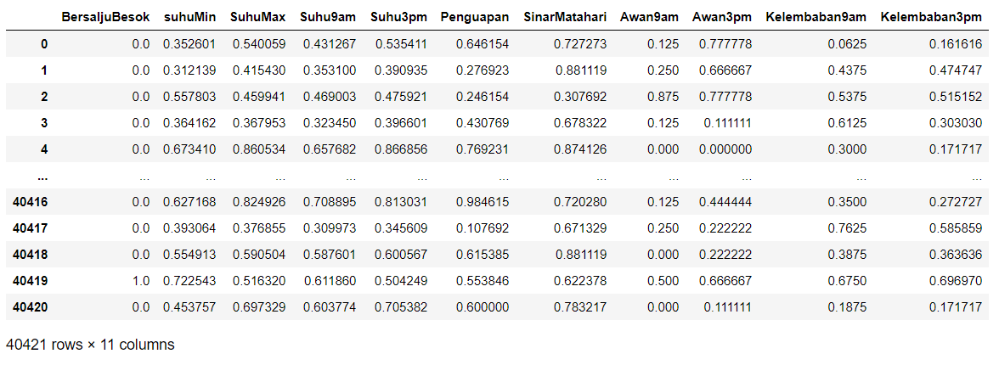 BersaljuBesok suhuMin SuhuMax Suhu9am Suhu3pm Penguapan SinarMatahari Awan9am Awan3pm Kelembaban9am Kelembaban3pm
0 0.0 0.352601 0.540059 0.431267 0.535411 0.646154 0.727273 0.125 0.777778 0.0625 0.161616
1 0.0 0.312139 0.415430 0.353100 0.390935 0.276923 0.881119 0.250 0.666667 0.4375 0.474747
2 0.0 0.557803 0.459941 0.469003 0.475921 0.246154 0.307692 0.875 0.777778 0.5375 0.515152
3 0.0 0.364162 0.367953 0.323450 0.396601 0.430769 0.678322 0.125 0.111111 0.6125 0.303030
4 0.0 0.673410 0.860534 0.657682 0.866856 0.769231 0.874126 0.000 0.000000 0.3000 0.171717
... ... ... ... ... ... ... ... ... ... ... ...
40416 0.0 0.627168 0.824926 0.708895 0.813031 0.984615 0.720280 0.125 0.444444 0.3500 0.272727
40417 0.0 0.393064 0.376855 0.309973 0.345609 0.107692 0.671329 0.250 0.222222 0.7625 0.585859
40418 0.0 0.554913 0.590504 0.587601 0.600567 0.615385 0.881119 0.000 0.222222 0.3875 0.363636
40419 1.0 0.722543 0.516320 0.611860 0.504249 0.553846 0.622378 0.500 0.666667 0.6750 0.696970
40420 0.0 0.453757 0.697329 0.603774 0.705382 0.600000 0.783217 0.000 0.111111 0.1875 0.171717
40421 rows × 11 columns